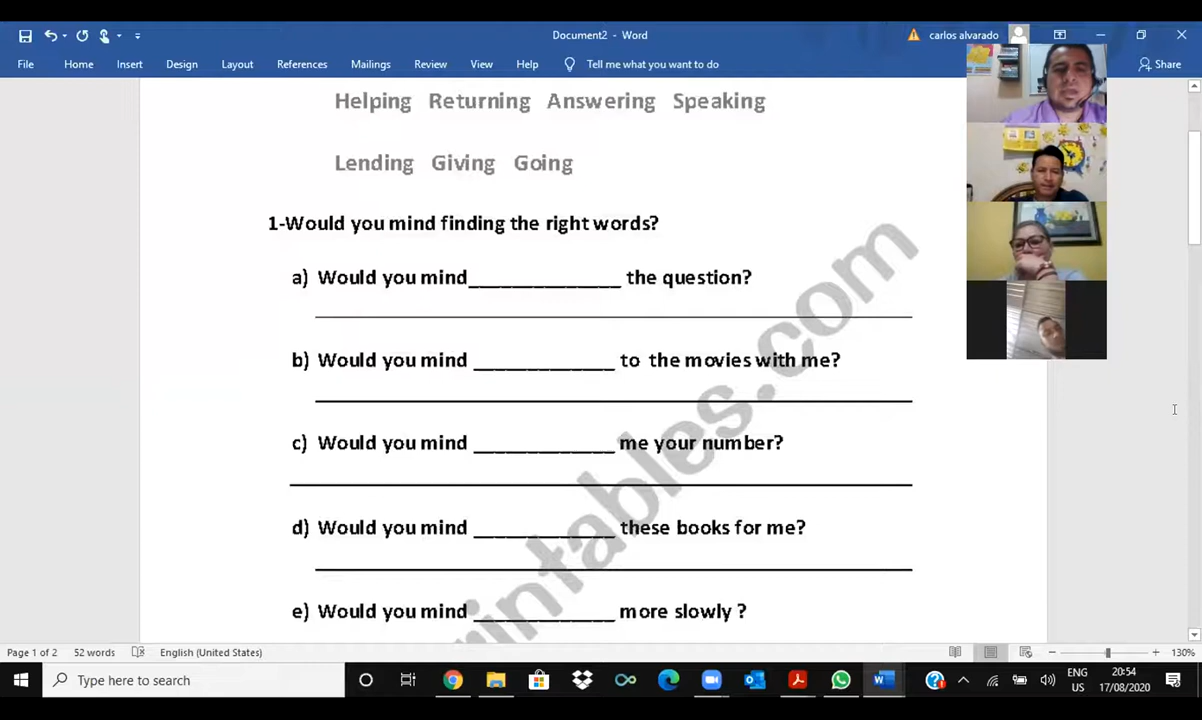 Document2 - Word
carlos alvarado
File Home Insert Design Layout References Mailings Review View Help Tell me what you want to do Share
Helping Returning Answering Speaking
Lending Giving Going
1-Would you mind finding the right words?
a) Would you mind______________ the question?
b) Would you mind _____________ to the movies with me?
c) Would you mind _____________ me your number?
d) Would you mind _____________ these books for me?
e) Would you mind _____________ more slowly ?
rintables.com
Page 1 of 2 52 words English (United States) 130%
Type here to search
ENG
US
20:54
17/08/2020